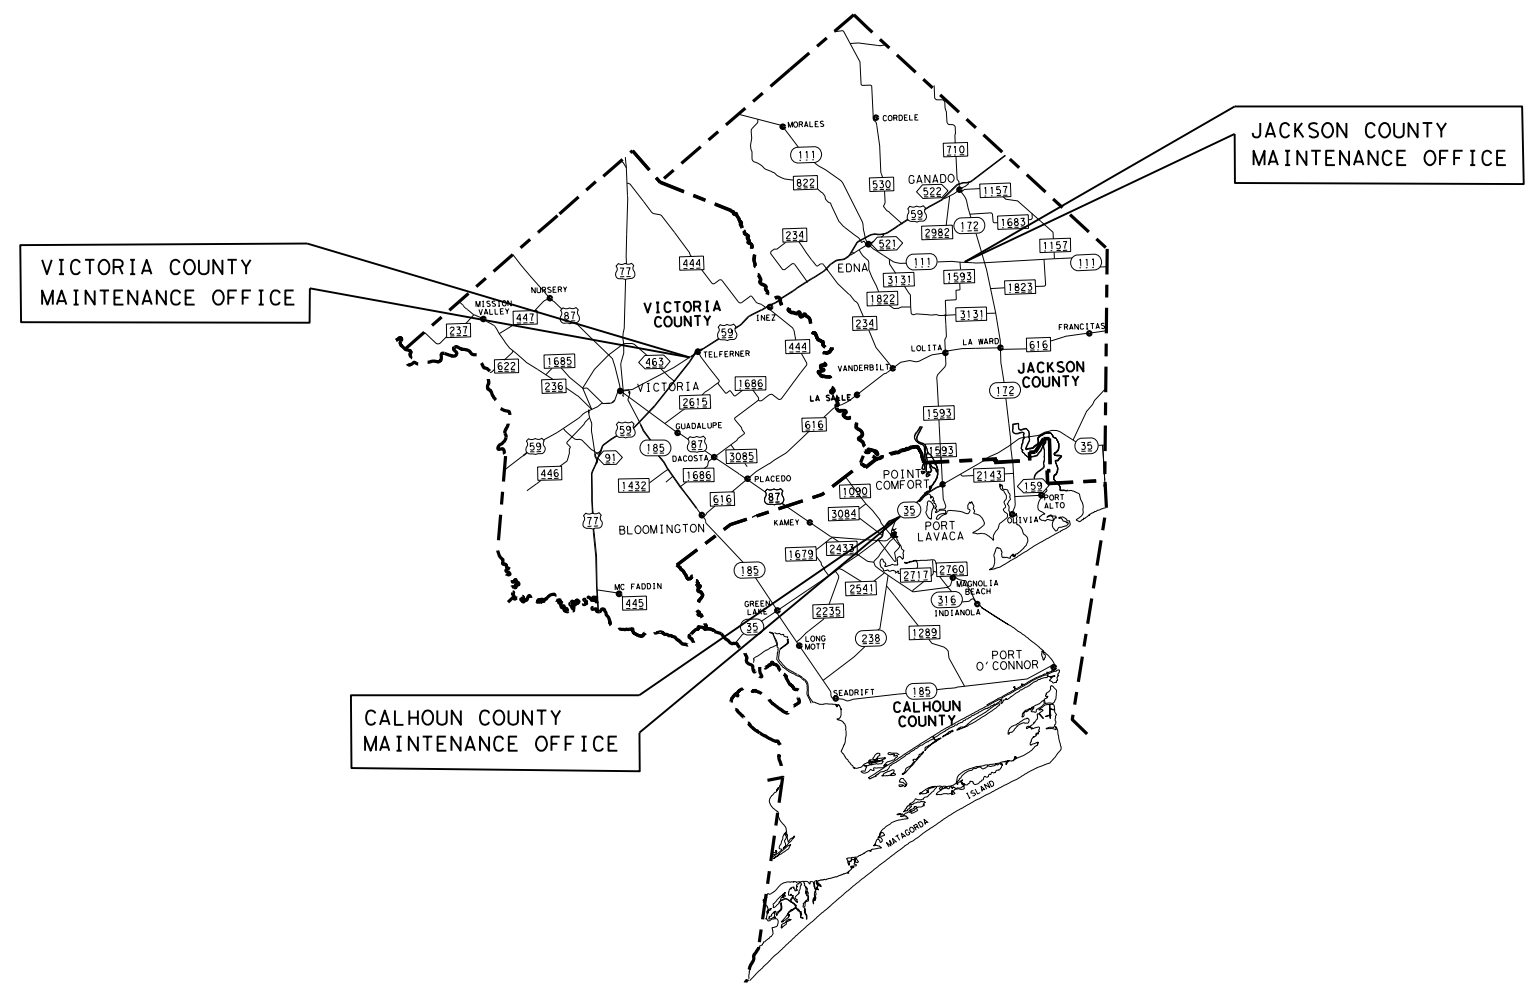 MORALES
CORDELE
111
710
JACKSON COUNTY
MAINTENANCE OFFICE
822
530
GANADO
522
1157
59
172
1683
2982
234
521
1157
VICTORIA COUNTY
MAINTENANCE OFFICE
77
444
EDNA
111
111
3131
1593
1823
NURSERY
MISSION
VALLEY
447
87
VICTORIA
COUNTY
INEZ
1822
3131
237
59
234
FRANCITAS
622
1685
463
TELFERNER
444
LOLITA
LA WARD
616
236
VICTORIA
1686
VANDERBILT
JACKSON
COUNTY
2615
LA SALLE
172
59
59
GUADALUPE
616
1593
185
87
35
446
91
DACOSTA
3085
1593
1432
1686
PLACEDO
POINT
COMFORT
2143
616
87
1090
159
PORT
ALTO
77
BLOOMINGTON
KAMEY
3084
35
PORT
LAVACA
OLIVIA
1679
2433
185
2717
2760
MC FADDIN
445
2541
MAGNOLIA
BEACH
GREEN
LAKE
2235
316
INDIANOLA
35
LONG
MOTT
238
1289
PORT
O'CONNOR
SEADRIFT
185
CALHOUN
COUNTY
CALHOUN COUNTY
MAINTENANCE OFFICE
MATAGORDA
ISLAND